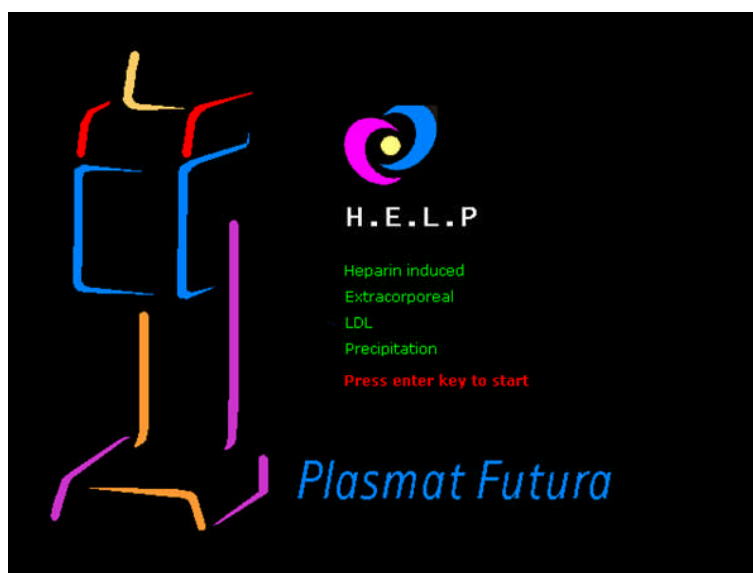 H.E.L.P
Heparin induced
Extracorporeal
LDL
Precipitation
Press enter key to start
Plasmat Futura